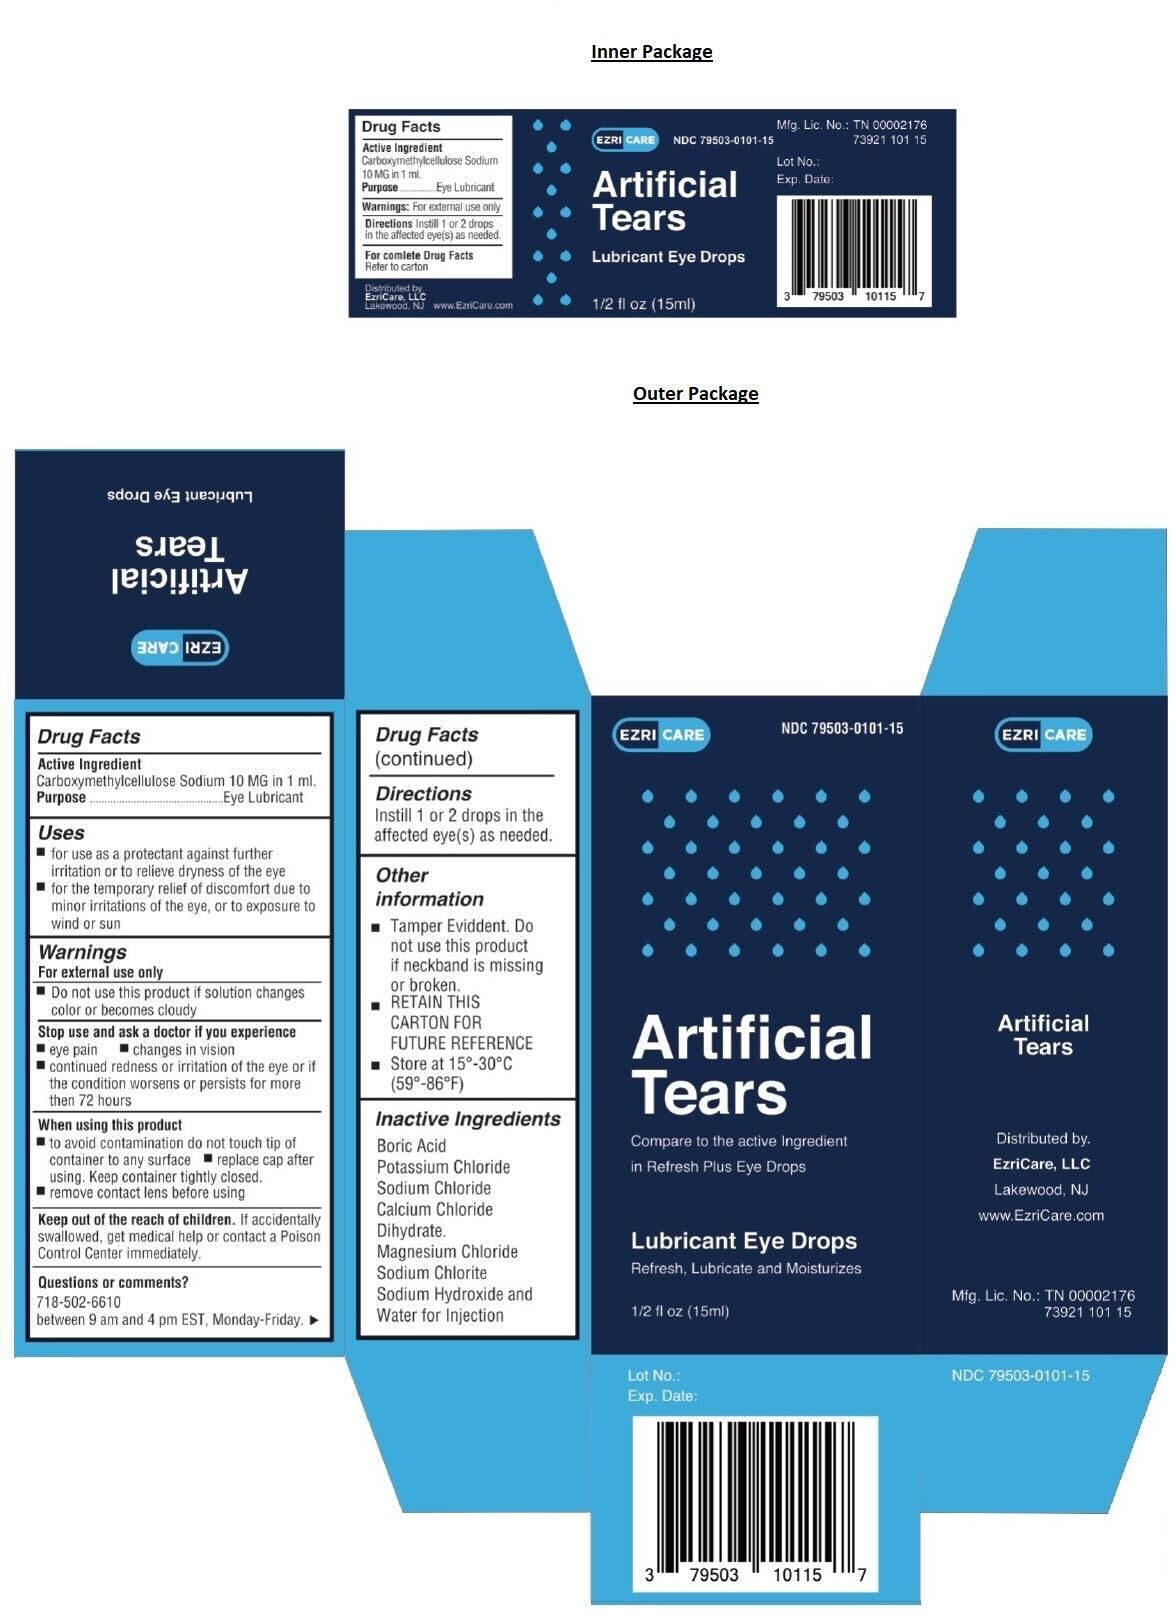 Inner Package
Drug Facts
Active Ingredient
Carboxymethylcellulose Sodium
10 MG in 1 ml.
Purpose ................Eye Lubricant
Warnings: For external use only
Directions Instill 1 or 2 drops
in the affected eye(s) as needed.
For comlete Drug Facts
Refer to carton
Distributed by.
EzriCare, LLC
Lakewood, NJ www.EzriCare.com
EZRI CARE NDC 79503-0101-15
Artificial
Tears
Lubricant Eye Drops
1/2 fl oz (15ml)
Mfg. Lic. No.: TN 00002176
73921 101 15
Lot No.:
Exp. Date:
3 79503 10115 7
Outer Package
EZRI CARE
Artificial
Tears
Lubricant Eye Drops
Drug Facts
Active Ingredient
Carboxymethylcellulose Sodium 10 MG in 1 ml.
Purpose ..............................................Eye Lubricant
Uses
■ for use as a protectant against further
irritation or to relieve dryness of the eye
■ for the temporary relief of discomfort due to
minor irritations of the eye, or to exposure to
wind or sun
Warnings
For external use only
■ Do not use this product if solution changes
color or becomes cloudy
Stop use and ask a doctor if you experience
■ eye pain ■ changes in vision
■ continued redness or irritation of the eye or if
the condition worsens or persists for more
then 72 hours
When using this product
■ to avoid contamination do not touch tip of
container to any surface ■ replace cap after
using. Keep container tightly closed.
■ remove contact lens before using
Keep out of the reach of children. If accidentally
swallowed, get medical help or contact a Poison
Control Center immediately.
Questions or comments?
718-502-6610
between 9 am and 4 pm EST, Monday-Friday. ▶
Drug Facts
(continued)
Directions
Instill 1 or 2 drops in the
affected eye(s) as needed.
Other
information
■ Tamper Eviddent. Do
not use this product
if neckband is missing
or broken.
■ RETAIN THIS
CARTON FOR
FUTURE REFERENCE
■ Store at 15°-30°C
(59°-86°F)
Inactive Ingredients
Boric Acid
Potassium Chloride
Sodium Chloride
Calcium Chloride
Dihydrate.
Magnesium Chloride
Sodium Chlorite
Sodium Hydroxide and
Water for Injection
EZRI CARE NDC 79503-0101-15
Artificial
Tears
Compare to the active Ingredient
in Refresh Plus Eye Drops
Lubricant Eye Drops
Refresh, Lubricate and Moisturizes
1/2 fl oz (15ml)
Lot No.:
Exp. Date:
3 79503 10115 7
EZRI CARE
Artificial
Tears
Distributed by.
EzriCare, LLC
Lakewood, NJ
www.EzriCare.com
Mfg. Lic. No.: TN 00002176
73921 101 15
NDC 79503-0101-15